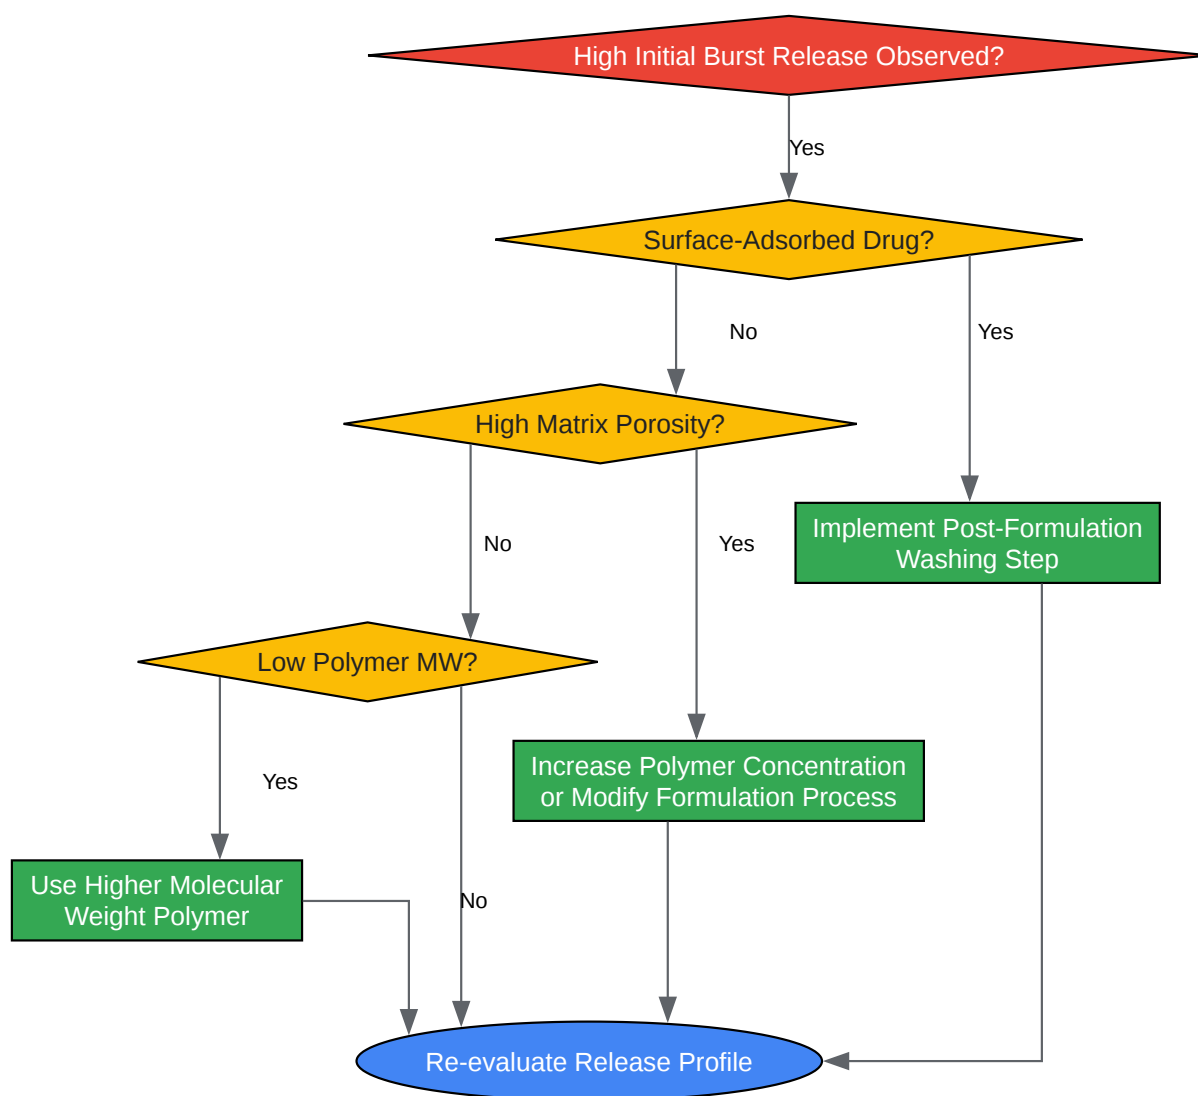 High Initial Burst Release Observed?
Yes
Surface-Adsorbed Drug?
No
Yes
High Matrix Porosity?
No
Yes
Implement Post-Formulation
Washing Step
Low Polymer MW?
Yes
Increase Polymer Concentration
or Modify Formulation Process
Use Higher Molecular
Weight Polymer
No
Re-evaluate Release Profile